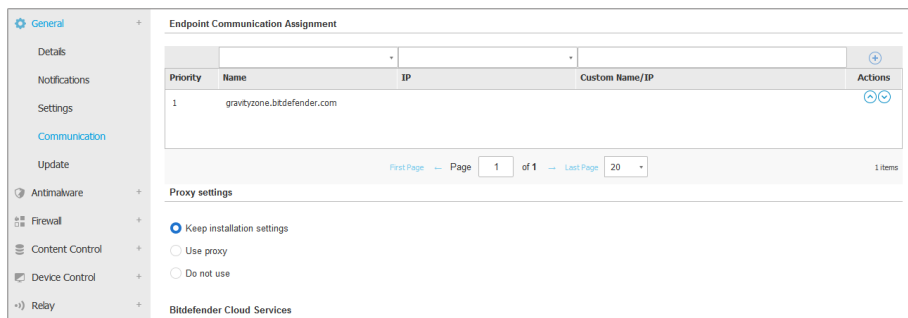 General +
Details
Notifications
Settings
Communication
Update
Antimalware +
Firewall +
Content Control +
Device Control +
Relay +
Endpoint Communication Assignment
Priority Name IP Custom Name/IP Actions
1 gravityzone.bitdefender.com
First Page ← Page 1 of 1 → Last Page 20 1 items
Proxy settings
Keep installation settings
Use proxy
Do not use
Bitdefender Cloud Services